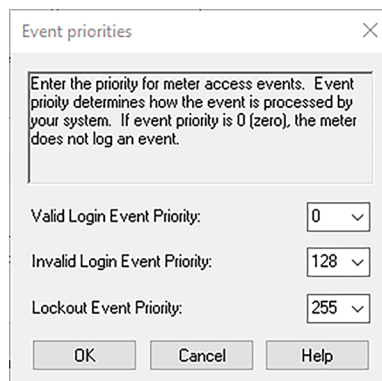 Event priorities
Enter the priority for meter access events. Event
prioity determines how the event is processed by
your system. If event priority is 0 (zero), the meter
does not log an event.
Valid Login Event Priority: 0
Invalid Login Event Priority: 128
Lockout Event Priority: 255
OK Cancel Help